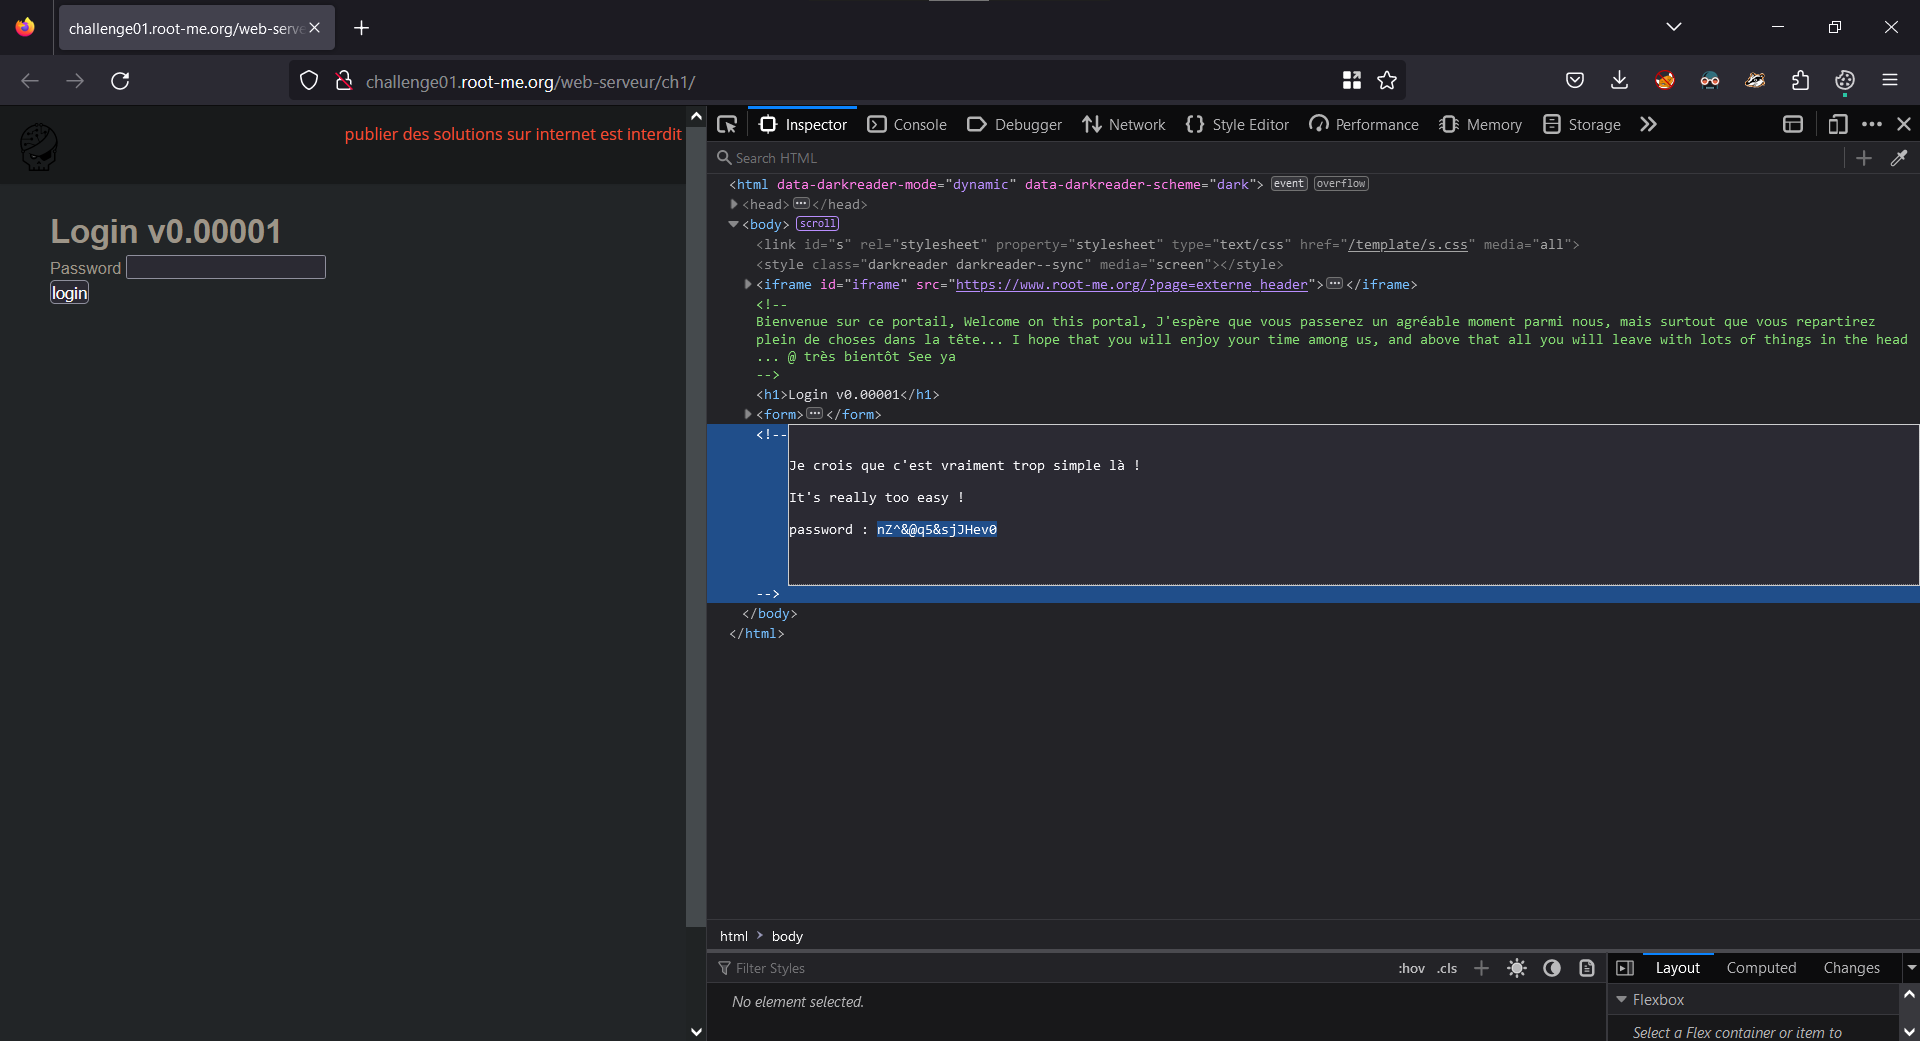 challenge01.root-me.org/web-serve
challenge01.root-me.org/web-serveur/ch1/
publier des solutions sur internet est interdit
Login v0.00001
Password
login
Inspector Console Debugger Network Style Editor Performance Memory Storage
Search HTML
<html data-darkreader-mode="dynamic" data-darkreader-scheme="dark"> event overflow
<head> ••• </head>
<body> scroll
<link id="s" rel="stylesheet" property="stylesheet" type="text/css" href="/template/s.css" media="all">
<style class="darkreader darkreader--sync" media="screen"></style>
<iframe id="iframe" src="https://www.root-me.org/?page=externe_header"> ••• </iframe>
<!--
Bienvenue sur ce portail, Welcome on this portal, J'espère que vous passerez un agréable moment parmi nous, mais surtout que vous repartirez
plein de choses dans la tête... I hope that you will enjoy your time among us, and above that all you will leave with lots of things in the head
... @ très bientôt See ya
-->
<h1>Login v0.00001</h1>
<form> ••• </form>
<!--
Je crois que c'est vraiment trop simple là !
It's really too easy !
password : nZ^&@q5&sjJHev0
-->
</body>
</html>
html > body
Filter Styles :hov .cls
No element selected.
Layout Computed Changes
Flexbox
Select a Flex container or item to